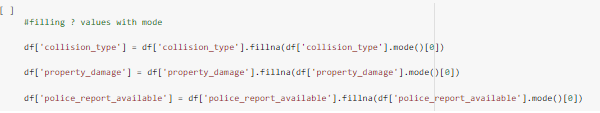 [ ]
#filling ? values with mode
df['collision_type'] = df['collision_type'].fillna(df['collision_type'].mode()[0])
df['property_damage'] = df['property_damage'].fillna(df['property_damage'].mode()[0])
df['police_report_available'] = df['police_report_available'].fillna(df['police_report_available'].mode()[0])